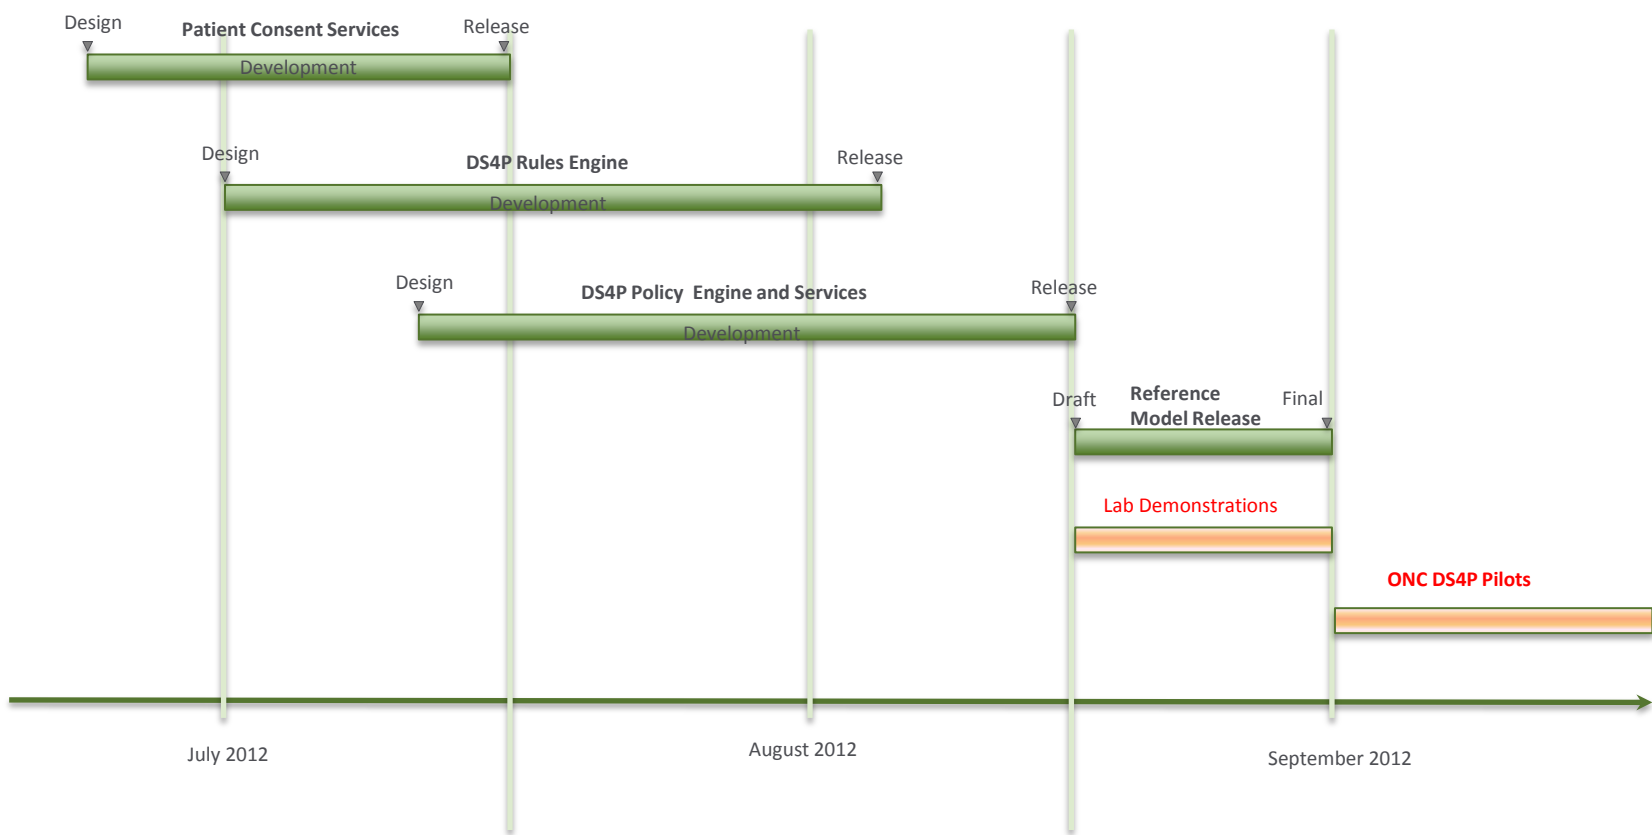 Design
Patient Consent Services
Release
Development
Design
DS4P Rules Engine
Release
Development
Design
DS4P Policy  Engine and Services
Release
Development
Draft
Reference
Model Release
Final
Lab Demonstrations
ONC DS4P Pilots
July 2012
August 2012
September 2012